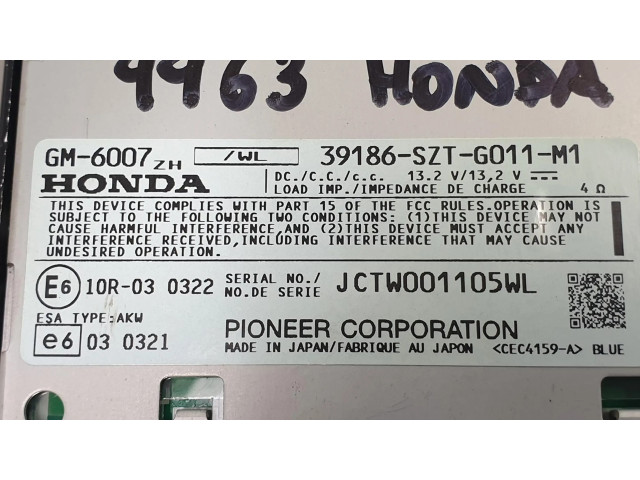 4463 HONDA
GM-6007ZH /WL 39186-SZT-G011-M1
HONDA DC./C.C./c.c. 13.2 V/13,2 V
LOAD IMP./IMPEDANCE DE CHARGE 4 Ω
THIS DEVICE COMPLIES WITH PART 15 OF THE FCC RULES.OPERATION IS
SUBJECT TO THE FOLLOWING TWO CONDITIONS: (1)THIS DEVICE MAY NOT
CAUSE HARMFUL INTERFERENCE,AND (2)THIS DEVICE MUST ACCEPT ANY
INTERFERENCE RECEIVED,INCLUDING INTERFERENCE THAT MAY CAUSE
UNDESIRED OPERATION.
E6 10R-03 0322 SERIAL NO./ N0.DE SERIE JCTW001105WL
ESA TYPE:AKW
e6 03 0321 PIONEER CORPORATION
MADE IN JAPAN/FABRIQUE AU JAPON <CEC4159-A> BLUE